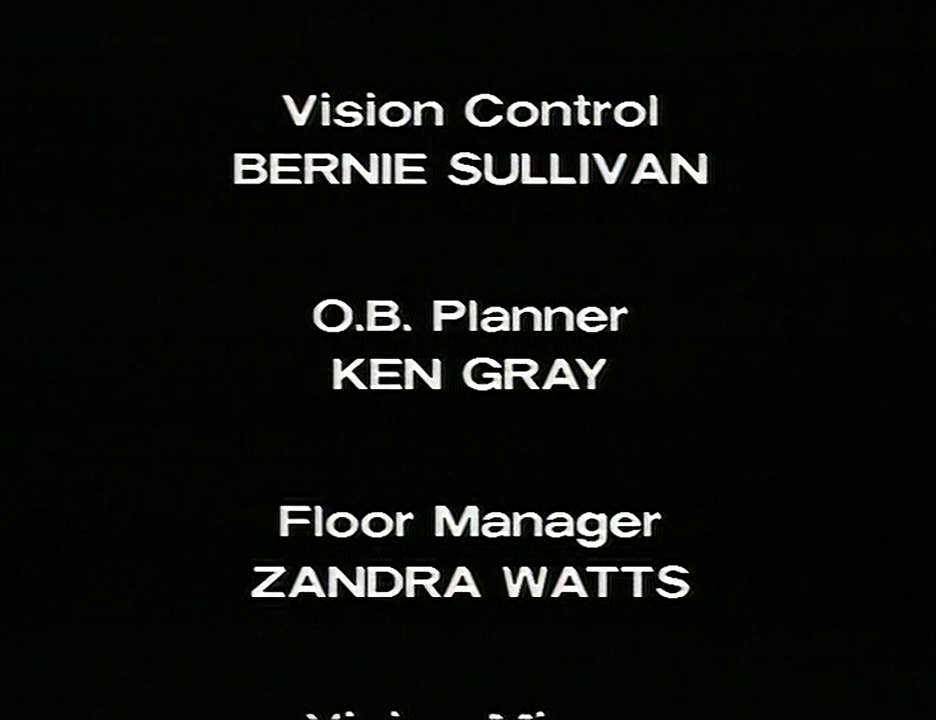 Vision Control
BERNIE SULLIVAN
O.B. Planner
KEN GRAY
Floor Manager
ZANDRA WATTS